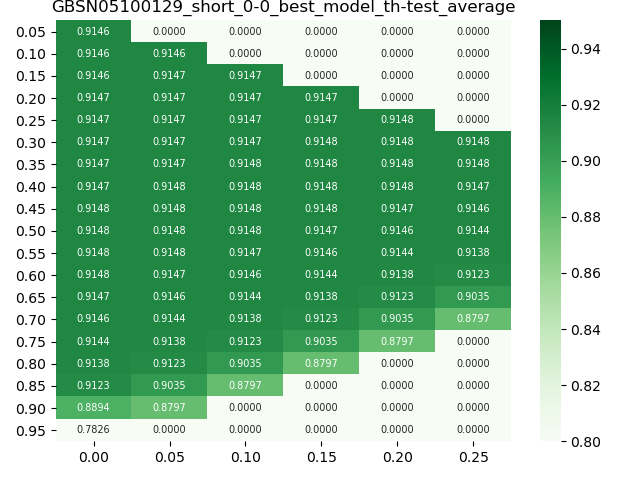 GBSN05100129_short_0-0_best_model_th-test_average
0.05 0.9146 0.0000 0.0000 0.0000 0.0000 0.0000
0.10 0.9146 0.9146 0.0000 0.0000 0.0000 0.0000
0.15 0.9146 0.9147 0.9147 0.0000 0.0000 0.0000
0.20 0.9147 0.9147 0.9147 0.9147 0.0000 0.0000
0.25 0.9147 0.9147 0.9147 0.9147 0.9148 0.0000
0.30 0.9147 0.9147 0.9147 0.9148 0.9148 0.9148
0.35 0.9147 0.9147 0.9148 0.9148 0.9148 0.9148
0.40 0.9147 0.9148 0.9148 0.9148 0.9148 0.9147
0.45 0.9148 0.9148 0.9148 0.9148 0.9147 0.9146
0.50 0.9148 0.9148 0.9148 0.9147 0.9146 0.9144
0.55 0.9148 0.9148 0.9147 0.9146 0.9144 0.9138
0.60 0.9148 0.9147 0.9146 0.9144 0.9138 0.9123
0.65 0.9147 0.9146 0.9144 0.9138 0.9123 0.9035
0.70 0.9146 0.9144 0.9138 0.9123 0.9035 0.8797
0.75 0.9144 0.9138 0.9123 0.9035 0.8797 0.0000
0.80 0.9138 0.9123 0.9035 0.8797 0.0000 0.0000
0.85 0.9123 0.9035 0.8797 0.0000 0.0000 0.0000
0.90 0.8894 0.8797 0.0000 0.0000 0.0000 0.0000
0.95 0.7826 0.0000 0.0000 0.0000 0.0000 0.0000
0.00 0.05 0.10 0.15 0.20 0.25
0.94
0.92
0.90
0.88
0.86
0.84
0.82
0.80